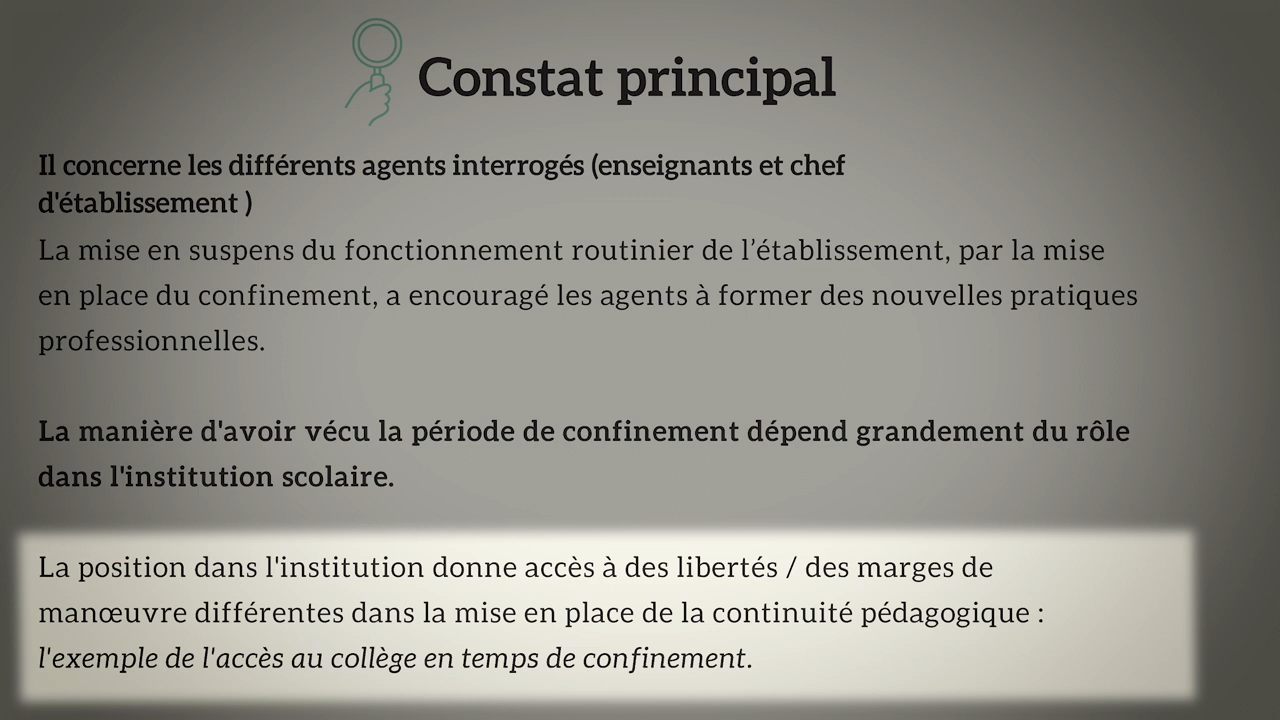 Constat principal
Il concerne les différents agents interrogés (enseignants et chef
d'établissement )
La mise en suspens du fonctionnement routinier de l’établissement, par la mise
en place du confinement, a encouragé les agents à former des nouvelles pratiques
professionnelles.
La manière d'avoir vécu la période de confinement dépend grandement du rôle
dans l'institution scolaire.
La position dans l'institution donne accès à des libertés / des marges de
manœuvre différentes dans la mise en place de la continuité pédagogique :
l'exemple de l'accès au collège en temps de confinement.